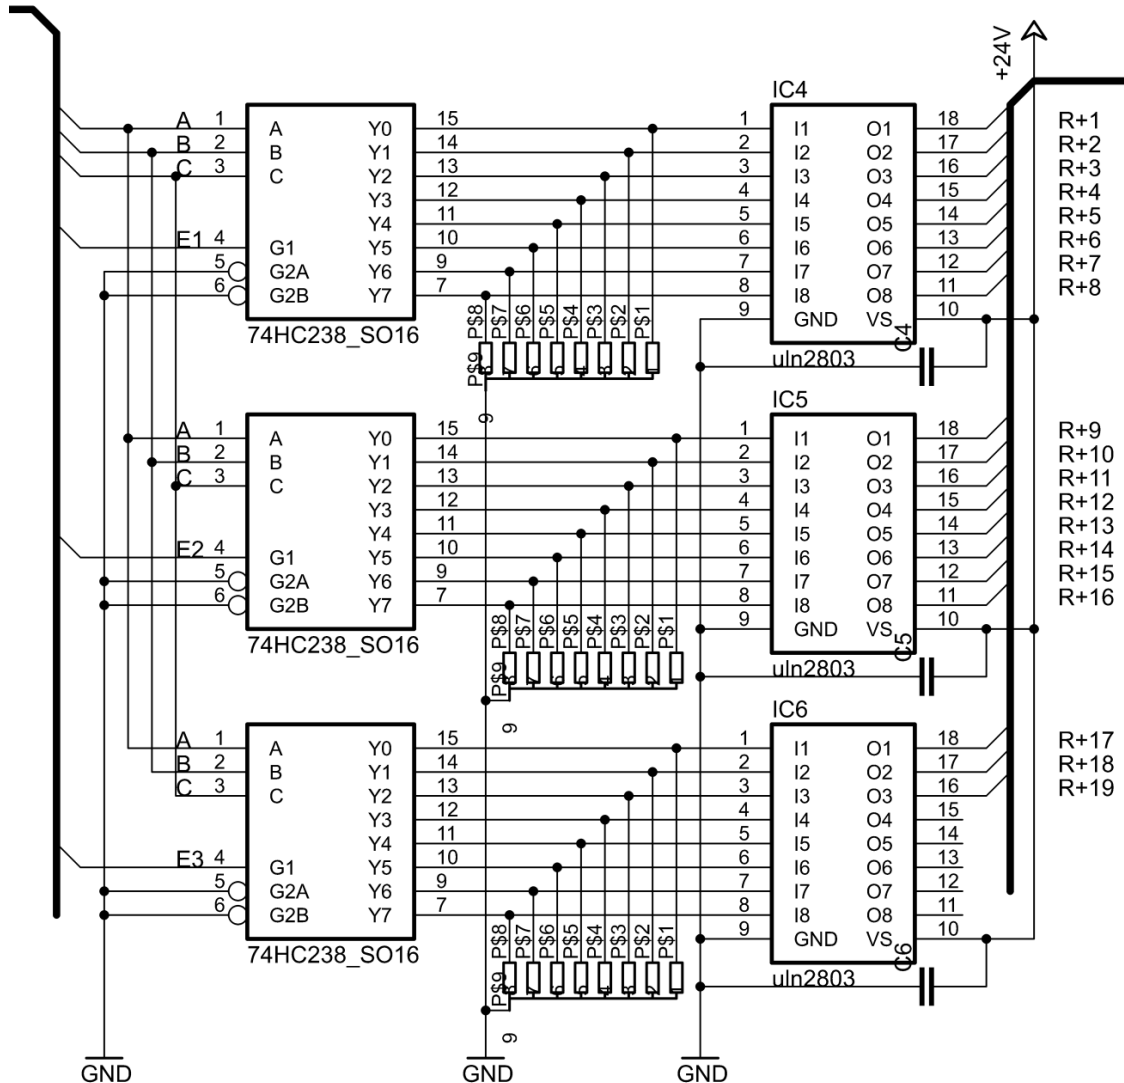 +24V
IC4
A 1 A Y0 15 1 I1 O1 18 R+1
B 2 B Y1 14 2 I2 O2 17 R+2
C 3 C Y2 13 3 I3 O3 16 R+3
Y3 12 4 I4 O4 15 R+4
Y4 11 5 I5 O5 14 R+5
E1 4 G1 Y5 10 6 I6 O6 13 R+6
5 G2A Y6 9 7 I7 O7 12 R+7
6 G2B Y7 7 8 I8 O8 11 R+8
9 GND VS 10
74HC238_SO16
P$9 P$8 P$7 P$6 P$5 P$4 P$3 P$2 P$1
uln2803 C4
9
IC5
A 1 A Y0 15 1 I1 O1 18 R+9
B 2 B Y1 14 2 I2 O2 17 R+10
C 3 C Y2 13 3 I3 O3 16 R+11
Y3 12 4 I4 O4 15 R+12
Y4 11 5 I5 O5 14 R+13
E2 4 G1 Y5 10 6 I6 O6 13 R+14
5 G2A Y6 9 7 I7 O7 12 R+15
6 G2B Y7 7 8 I8 O8 11 R+16
9 GND VS 10
74HC238_SO16
P$9 P$8 P$7 P$6 P$5 P$4 P$3 P$2 P$1
uln2803 C5
9
IC6
A 1 A Y0 15 1 I1 O1 18 R+17
B 2 B Y1 14 2 I2 O2 17 R+18
C 3 C Y2 13 3 I3 O3 16 R+19
Y3 12 4 I4 O4 15
Y4 11 5 I5 O5 14
E3 4 G1 Y5 10 6 I6 O6 13
5 G2A Y6 9 7 I7 O7 12
6 G2B Y7 7 8 I8 O8 11
9 GND VS 10
74HC238_SO16
P$9 P$8 P$7 P$6 P$5 P$4 P$3 P$2 P$1
uln2803 C6
9
GND GND GND